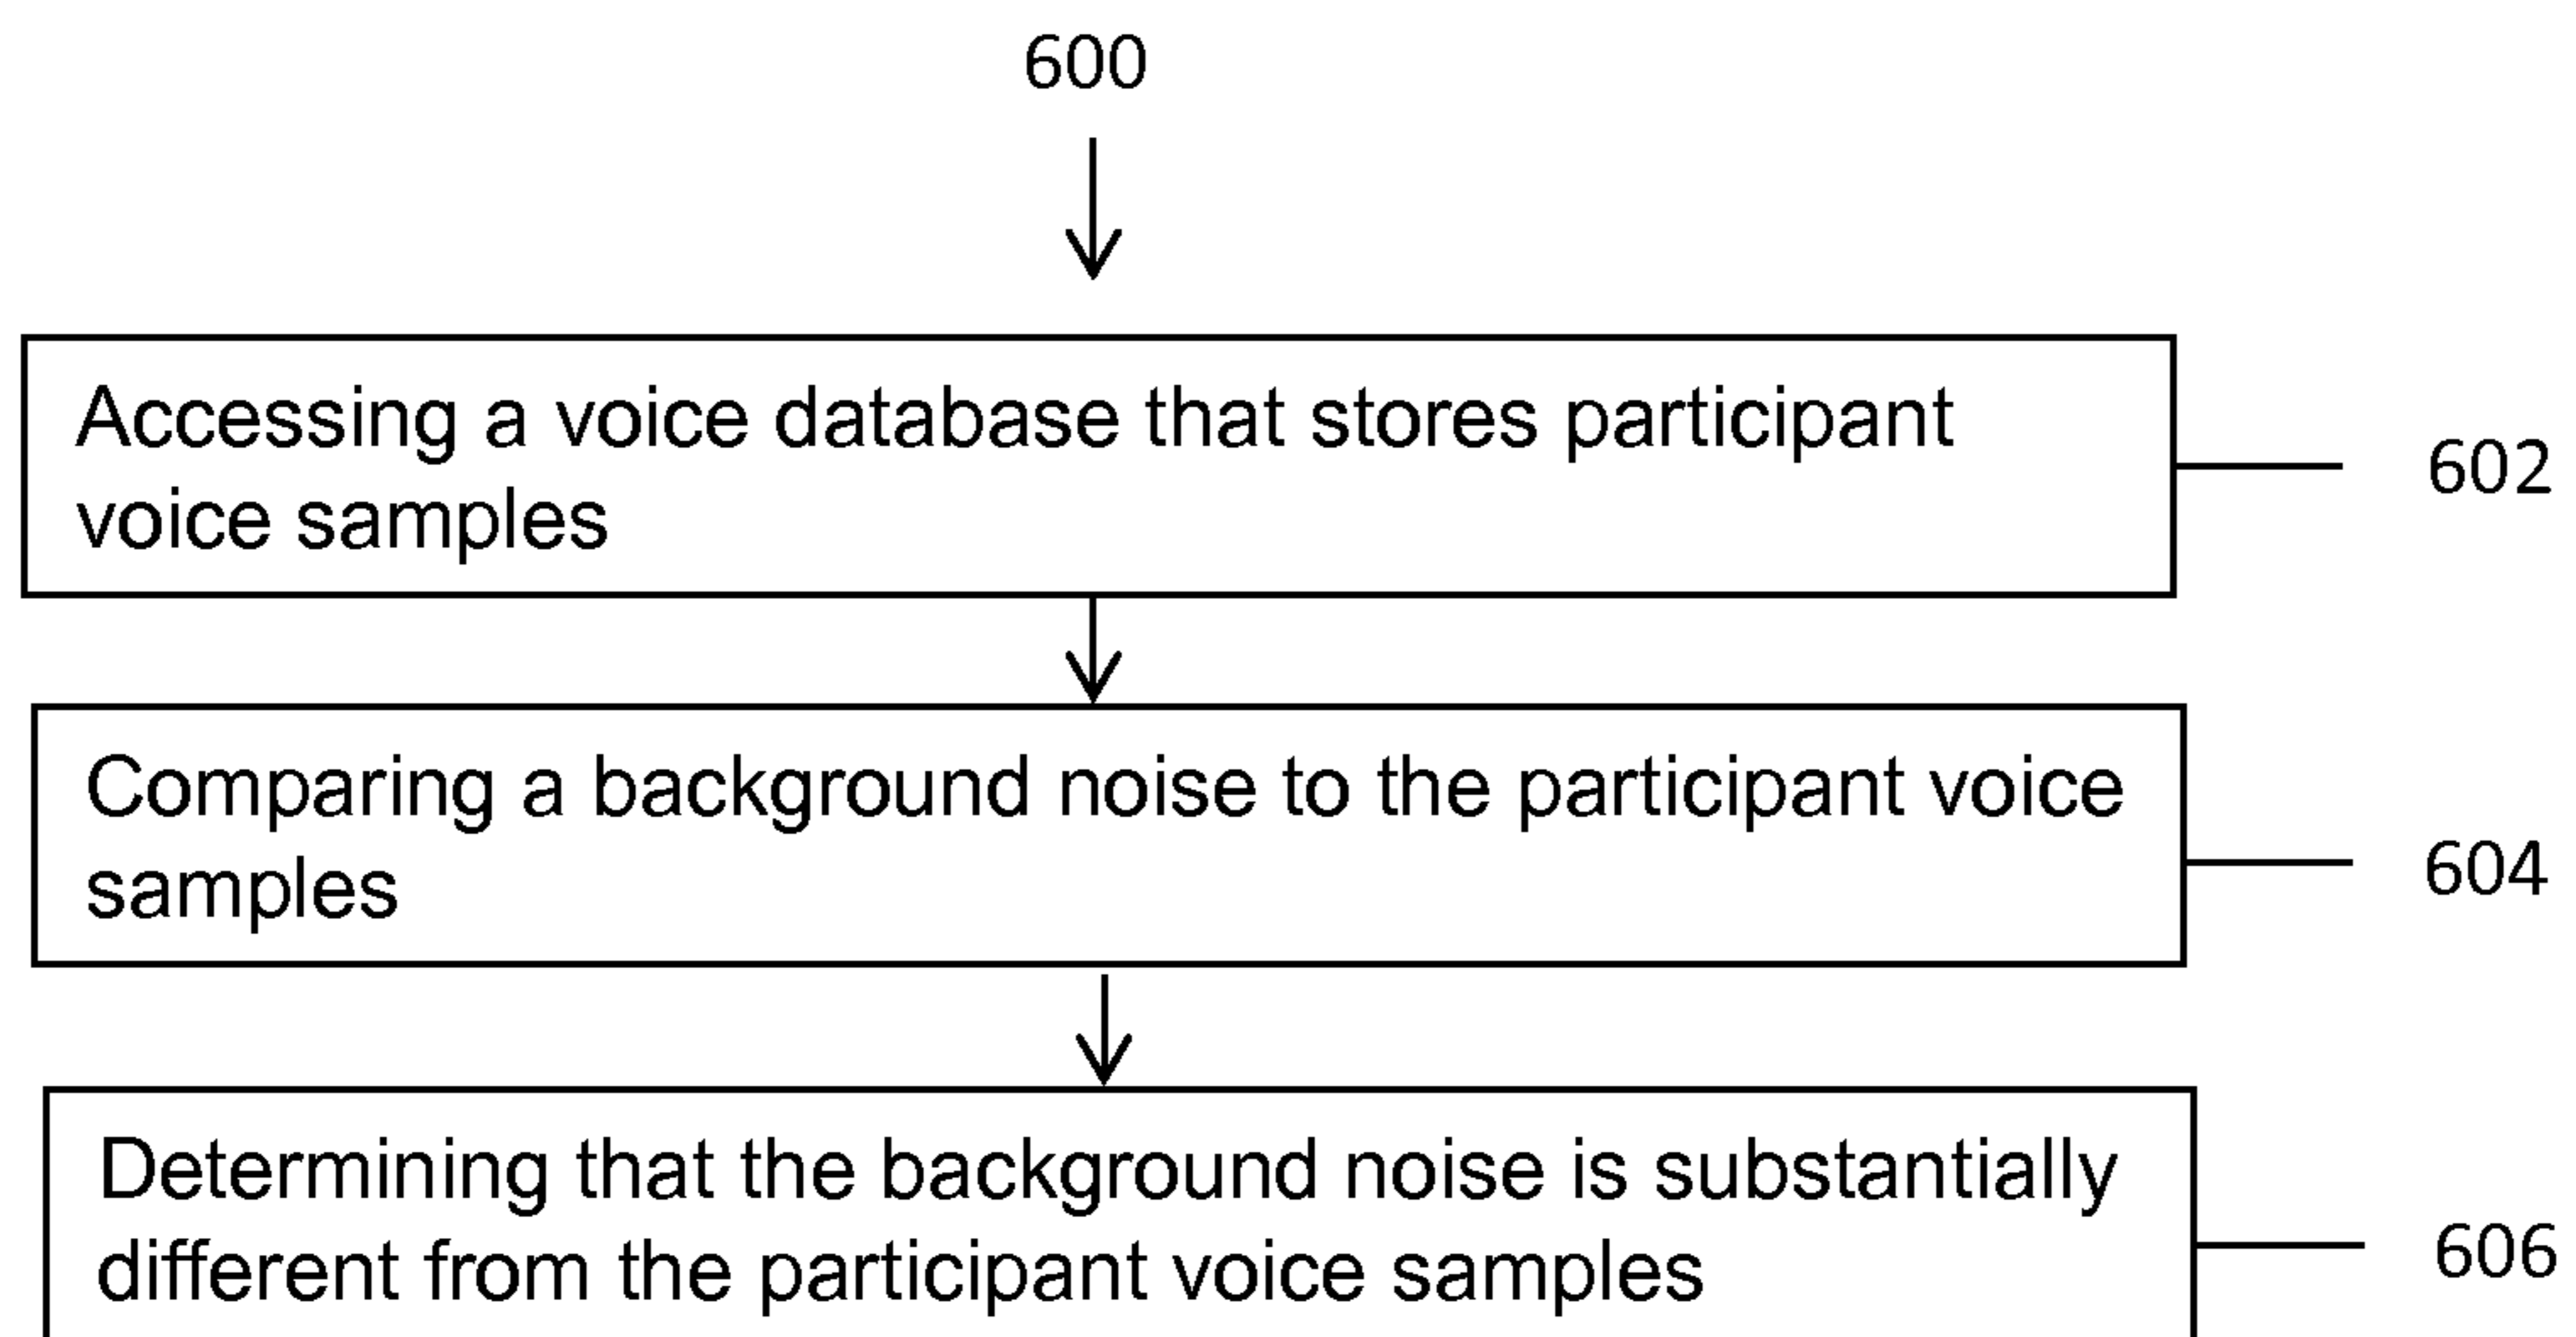 600
Accessing a voice database that stores participant
voice samples
602
Comparing a background noise to the participant voice
samples
604
Determining that the background noise is substantially
different from the participant voice samples
606